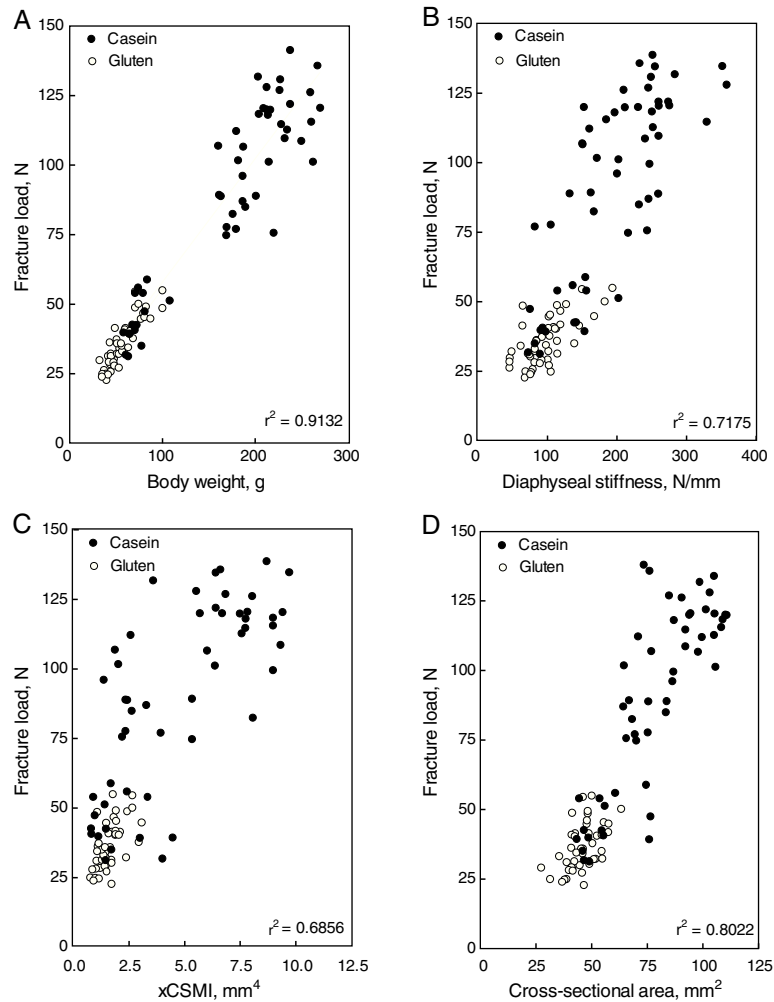 A
150
125
100
75
50
25
0
Fracture load, N
Casein
Gluten
r² = 0.9132
0 100 200 300
Body weight, g
B
150
125
100
75
50
25
0
Fracture load, N
Casein
Gluten
r² = 0.7175
0 100 200 300 400
Diaphyseal stiffness, N/mm
C
150
125
100
75
50
25
0
Fracture load, N
Casein
Gluten
r² = 0.6856
0.0 2.5 5.0 7.5 10.0 12.5
xCSMI, mm⁴
D
150
125
100
75
50
25
0
Fracture load, N
Casein
Gluten
r² = 0.8022
0 25 50 75 100 125
Cross-sectional area, mm²